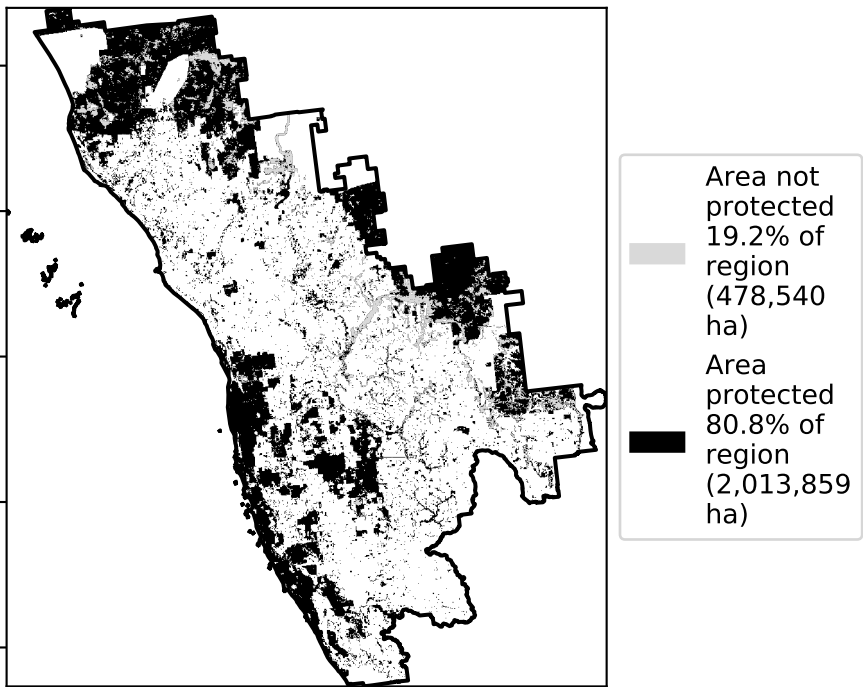 Area not
protected
19.2% of
region
(478,540
ha)
Area
protected
80.8% of
region
(2,013,859
ha)